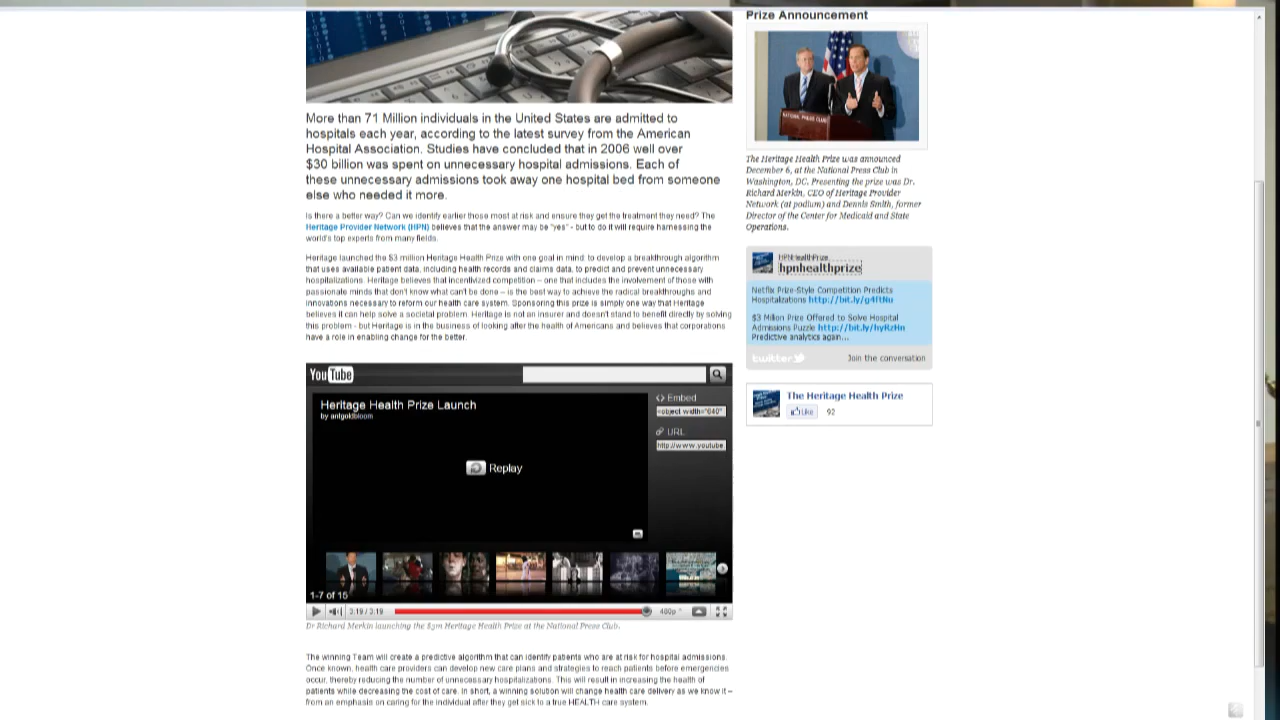 More than 71 Million individuals in the United States are admitted to
hospitals each year, according to the latest survey from the American
Hospital Association. Studies have concluded that in 2006 well over
$30 billion was spent on unnecessary hospital admissions. Each of
these unnecessary admissions took away one hospital bed from someone
else who needed it more.
Is there a better way? Can we identify earlier those most at risk and ensure they get the treatment they need? The
Heritage Provider Network (HPN) believes that the answer may be "yes" - but to do it will require harnessing the
world's top experts from many fields.
Heritage launched the $3 million Heritage Health Prize with one goal in mind: to develop a breakthrough algorithm
that uses available patient data, including health records and claims data, to predict and prevent unnecessary
hospitalizations. Heritage believes that incentivized competition – one that includes the involvement of those with
passionate minds that don't know what can't be done – is the best way to achieve the radical breakthroughs and
innovations necessary to reform our health care system. Sponsoring this prize is simply one way that Heritage
believes it can help solve a societal problem. Heritage is not an insurer and doesn't stand to benefit directly by solving
this problem - but Heritage is in the business of looking after the health of Americans and believes that corporations
have a role in enabling change for the better.
YouTube
Heritage Health Prize Launch
by antgoldbloom
<> Embed
<object width="640"
URL
http://www.youtube
Replay
1-7 of 15
3:19 / 3:19
480p
Dr Richard Merkin launching the $3m Heritage Health Prize at the National Press Club.
The winning Team will create a predictive algorithm that can identify patients who are at risk for hospital admissions.
Once known, health care providers can develop new care plans and strategies to reach patients before emergencies
occur, thereby reducing the number of unnecessary hospitalizations. This will result in increasing the health of
patients while decreasing the cost of care. In short, a winning solution will change health care delivery as we know it –
from an emphasis on caring for the individual after they get sick to a true HEALTH care system.
Prize Announcement
NATIONAL PRESS CLUB
The Heritage Health Prize was announced
December 6, at the National Press Club in
Washington, DC. Presenting the prize was Dr.
Richard Merkin, CEO of Heritage Provider
Network (at podium) and Dennis Smith, former
Director of the Center for Medicaid and State
Operations.
HPNHealthPrize
hpnhealthprize
Netflix Prize-Style Competition Predicts
Hospitalizations
$3 Million Prize Offered to Solve Hospital
Admissions Puzzle
Predictive analytics again...
twitter
Join the conversation
The Heritage Health Prize
Like
92